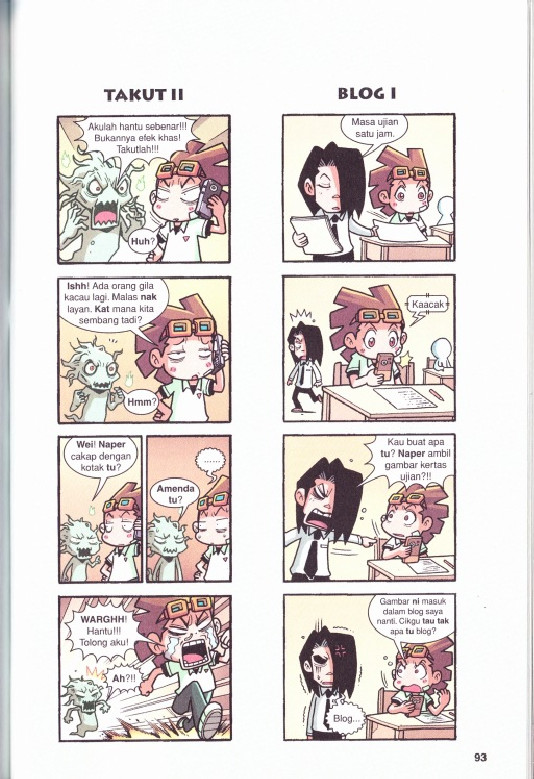 TAKUT II
Akulah hantu sebenar!!!
Bukannya efek khas!
Takutlah!!!
Huh?
Ishh! Ada orang gila
kacau lagi. Malas nak
layan. Kat mana kita
sembang tadi?
Hmm?
Wei! Naper
cakap dengan
kotak tu?
Amenda
tu?
......
WARGHH!
Hantu!!!
Tolong aku!
Ah?!!
BLOG I
Masa ujian
satu jam.
Kaacak
Kau buat apa
tu? Naper ambil
gambar kertas
ujian?!!
Gambar ni masuk
dalam blog saya
nanti. Cikgu tau tak
apa tu blog?
Blog...
93